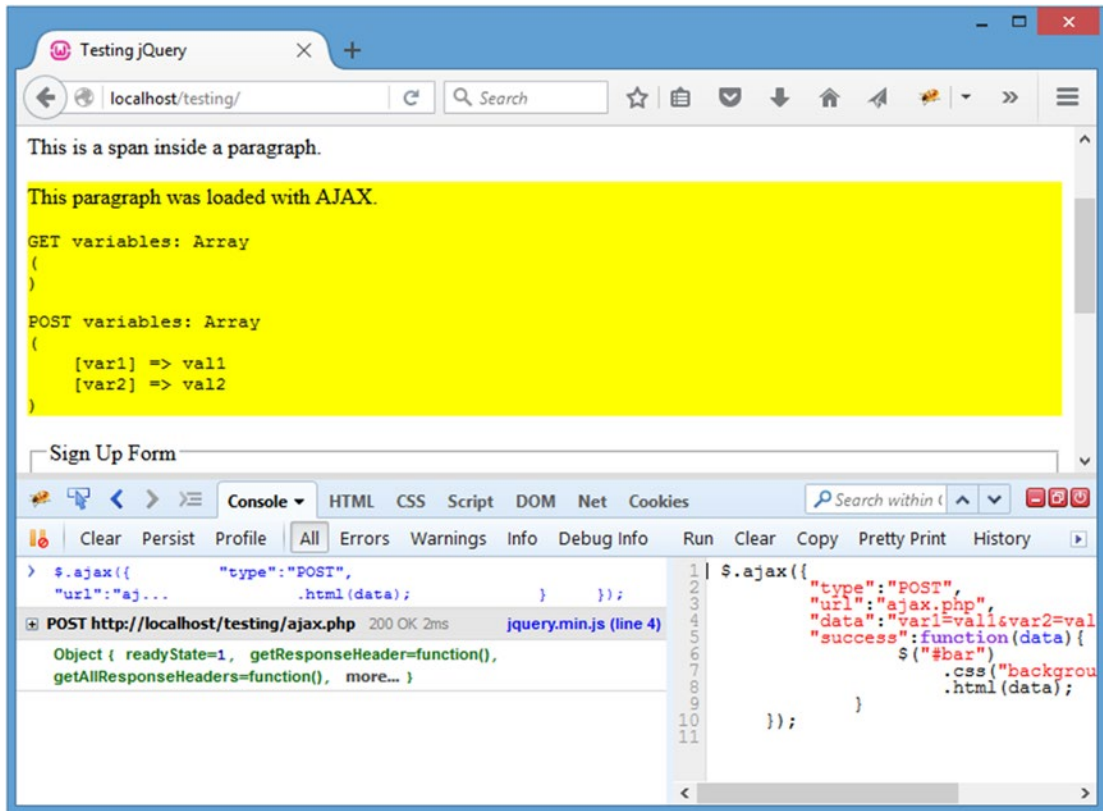 Testing jQuery
localhost/testing/
Search
This is a span inside a paragraph.
This paragraph was loaded with AJAX.
GET variables: Array
(
)
POST variables: Array
(
[var1] => val1
[var2] => val2
)
Sign Up Form
Console HTML CSS Script DOM Net Cookies
Search within (
Clear Persist Profile All Errors Warnings Info Debug Info
Run Clear Copy Pretty Print History
> $.ajax({ "type":"POST",
"url":"aj... .html(data); } });
POST http://localhost/testing/ajax.php 200 OK 2ms jquery.min.js (line 4)
Object { readyState=1, getResponseHeader=function(),
getAllResponseHeaders=function(), more... }
1 $.ajax({
2 "type":"POST",
3 "url":"ajax.php",
4 "data":"var1=val1&var2=val
5 "success":function(data){
6 $("#bar")
7 .css("backgrou
8 .html(data);
9 }
10 });
11